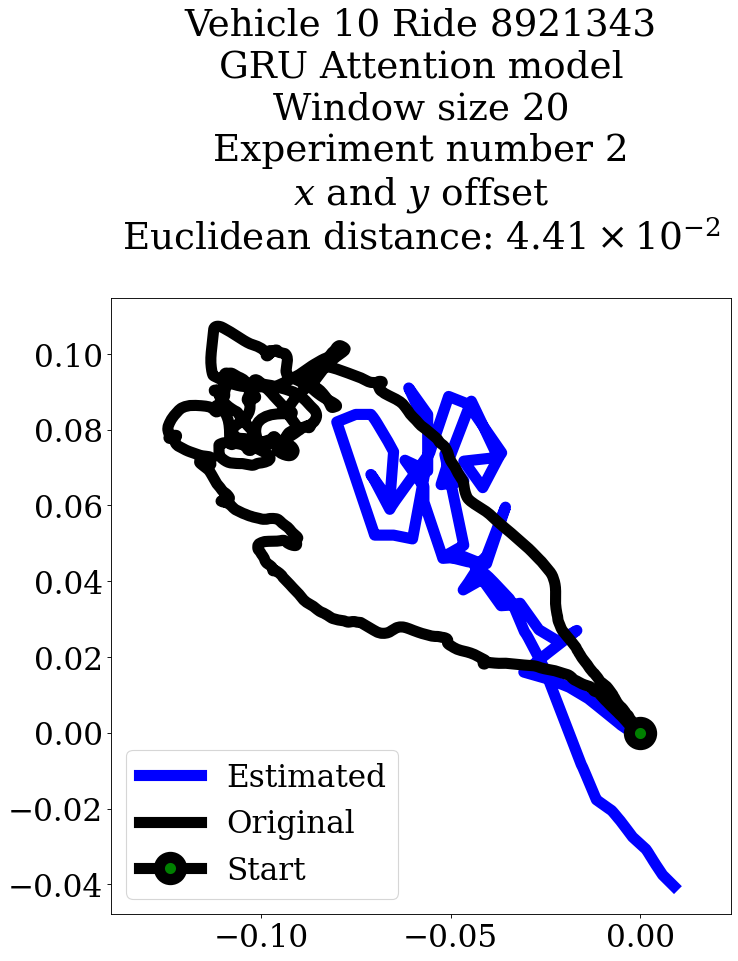 Vehicle 10 Ride 8921343
GRU Attention model
Window size 20
Experiment number 2
x and y offset
Euclidean distance: 4.41 × 10⁻²
0.10
0.08
0.06
0.04
0.02
0.00
−0.02
−0.04
Estimated
Original
Start
−0.10 −0.05 0.00